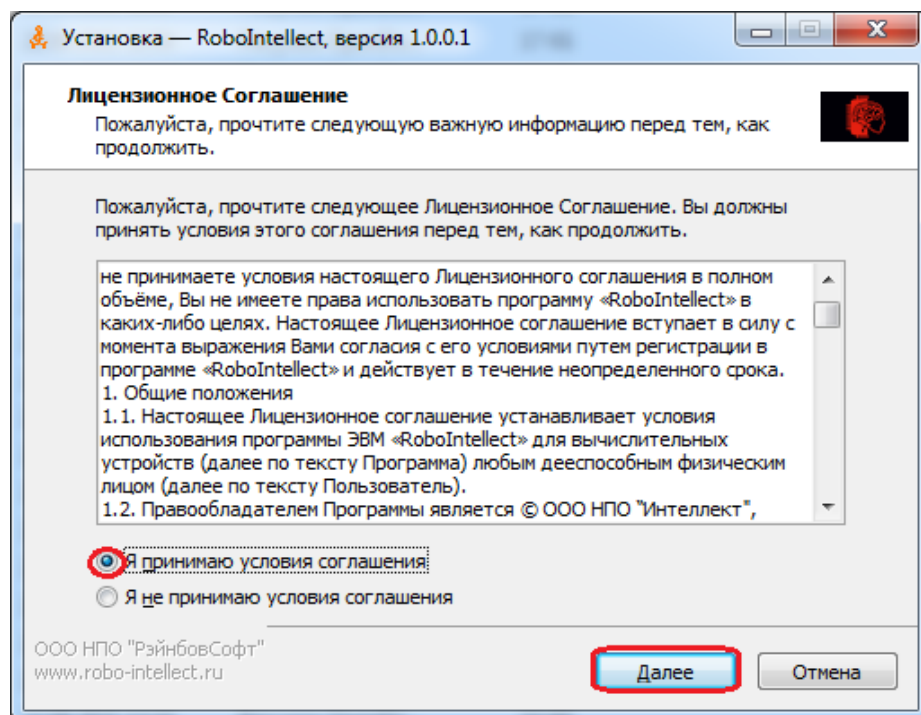 Установка — RoboIntellect, версия 1.0.0.1
Лицензионное Соглашение
Пожалуйста, прочтите следующую важную информацию перед тем, как
продолжить.
Пожалуйста, прочтите следующее Лицензионное Соглашение. Вы должны
принять условия этого соглашения перед тем, как продолжить.
не принимаете условия настоящего Лицензионного соглашения в полном
объёме, Вы не имеете права использовать программу «RoboIntellect» в
каких-либо целях. Настоящее Лицензионное соглашение вступает в силу с
момента выражения Вами согласия с его условиями путем регистрации в
программе «RoboIntellect» и действует в течение неопределенного срока.
1. Общие положения
1.1. Настоящее Лицензионное соглашение устанавливает условия
использования программы ЭВМ «RoboIntellect» для вычислительных
устройств (далее по тексту Программа) любым дееспособным физическим
лицом (далее по тексту Пользователь).
1.2. Правообладателем Программы является © ООО НПО "Интеллект",
Я принимаю условия соглашения
Я не принимаю условия соглашения
ООО НПО "РэйнбовСофт"
www.robo-intellect.ru
Далее
Отмена